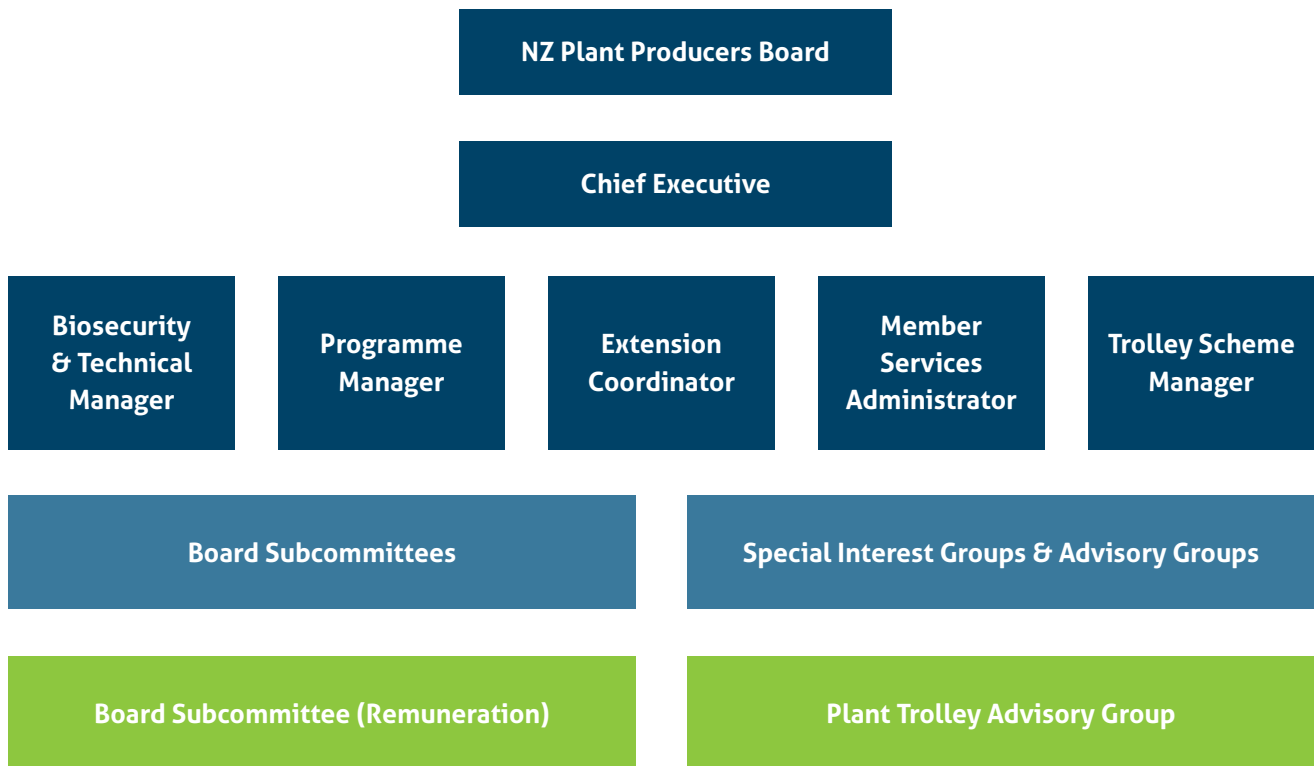 NZ Plant Producers Board
Chief Executive
Biosecurity
& Technical
Manager
Programme
Manager
Extension
Coordinator
Member
Services
Administrator
Trolley Scheme
Manager
Board Subcommittees
Special Interest Groups & Advisory Groups
Board Subcommittee (Remuneration)
Plant Trolley Advisory Group